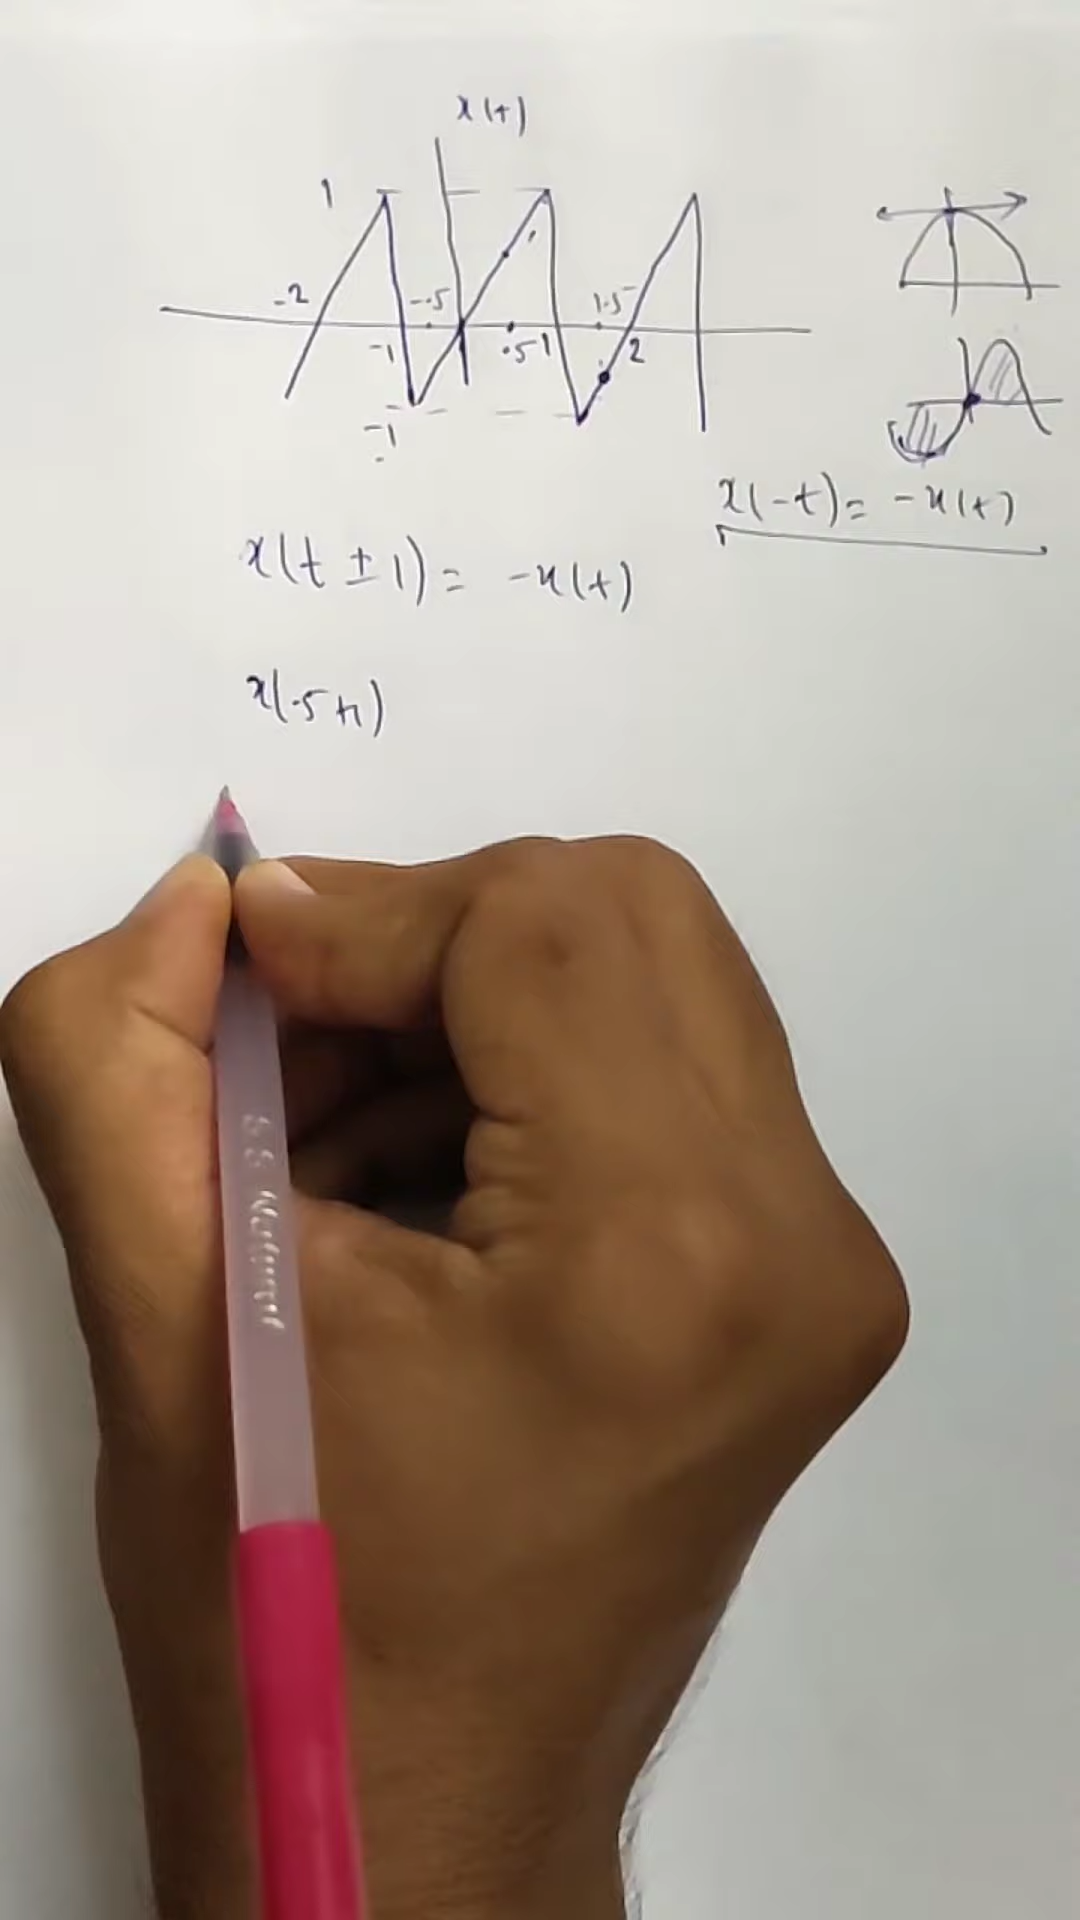 x(t)
1
-2 -.5 1.5
-1 .5 1 2
-1
x(-t) = -x(t)
x(t ± 1) = -x(t)
x(.5+1)